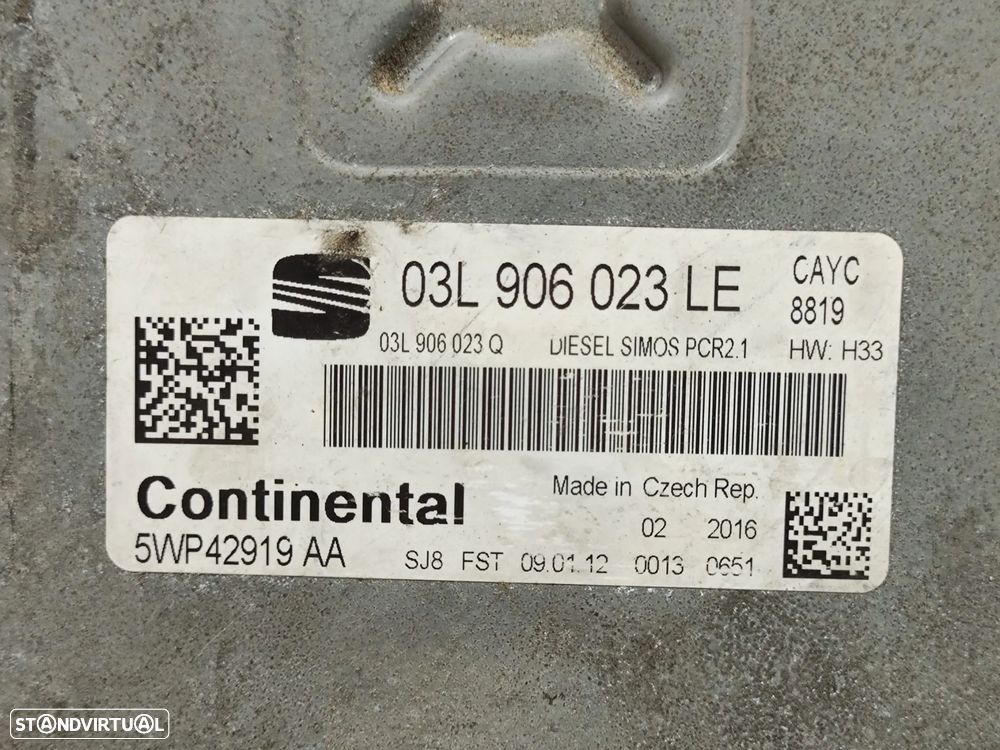 03L 906 023 LE
CAYC
8819
03L 906 023 Q DIESEL SIMOS PCR2.1 HW: H33
Continental
Made in Czech Rep.
02 2016
5WP42919 AA
SJ8 FST 09.01.12 0013 0651
STANDVIRTUAL